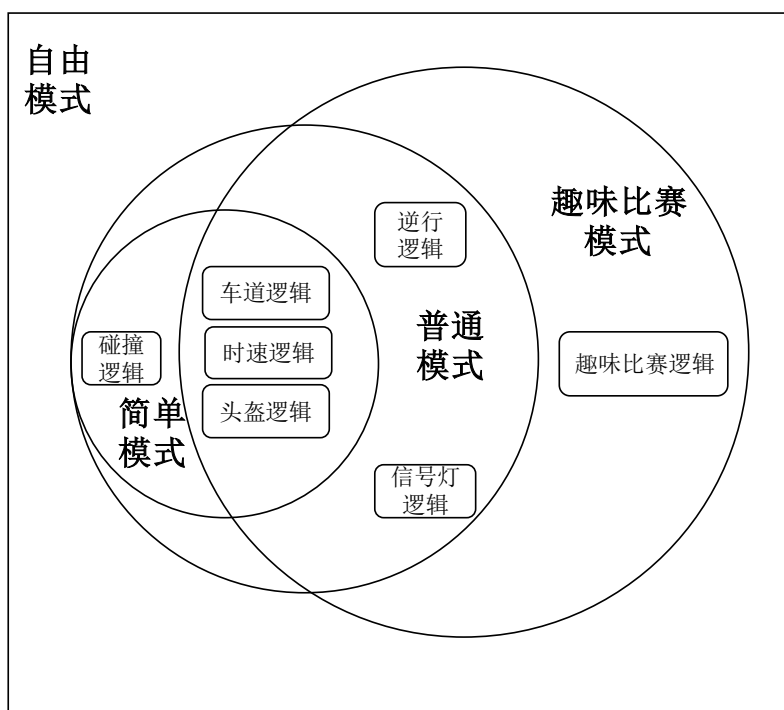 自由
模式
趣味比赛
模式
逆行
逻辑
车道逻辑
时速逻辑
头盔逻辑
碰撞
逻辑
简单
模式
普通
模式
趣味比赛逻辑
信号灯
逻辑